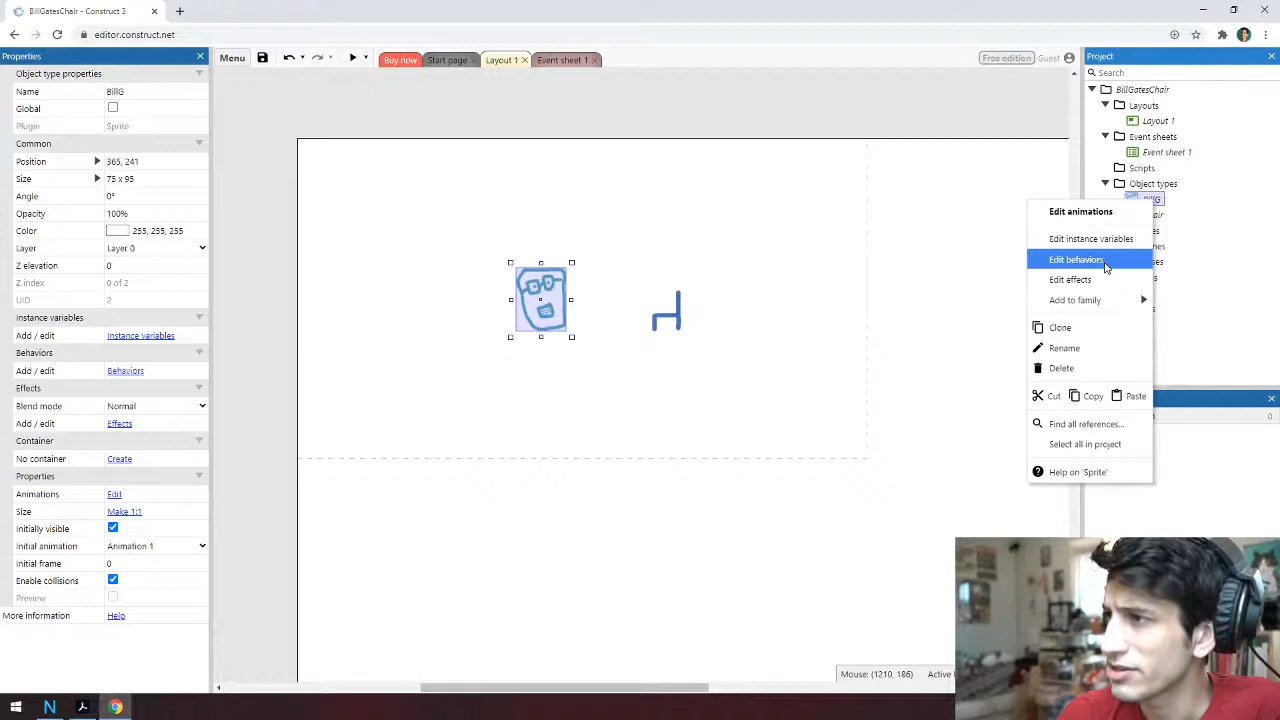 BillGatesChair - Construct 3
editor.construct.net
Properties
Menu
Buy now
Start page
Layout 1
Event sheet 1
Free edition
Guest
Project
Object type properties
Name BillG
Global
Plugin Sprite
Common
Position 365, 241
Size 75 x 95
Angle 0°
Opacity 100%
Color 255, 255, 255
Layer Layer 0
Z elevation 0
Z index 0 of 2
UID 2
Instance variables
Add / edit Instance variables
Behaviors
Add / edit Behaviors
Effects
Blend mode Normal
Add / edit Effects
Container
No container Create
Properties
Animations Edit
Size Make 1:1
Initially visible
Initial animation Animation 1
Initial frame 0
Enable collisions
Preview
More information Help
Search
BillGatesChair
Layouts
Layout 1
Event sheets
Event sheet 1
Scripts
Object types
BillG
Edit animations
Edit instance variables
Edit behaviors
Edit effects
Add to family
Clone
Rename
Delete
Cut Copy Paste
Find all references...
Select all in project
Help on 'Sprite'
0
Mouse: (1210, 186)